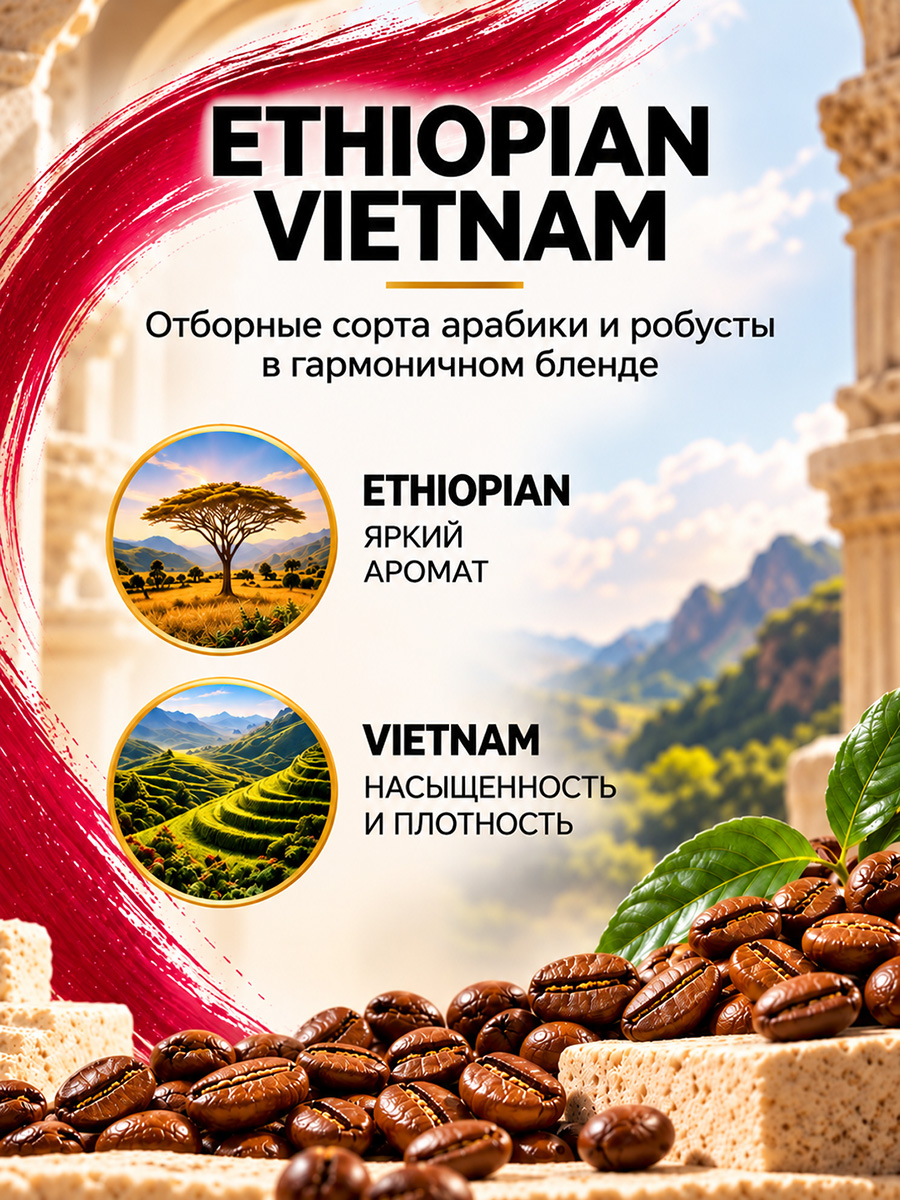 ETHIOPIAN
VIETNAM
Отборные сорта арабики и робусты
в гармоничном бленде
ETHIOPIAN
ЯРКИЙ
АРОМАТ
VIETNAM
НАСЫЩЕННОСТЬ
И ПЛОТНОСТЬ